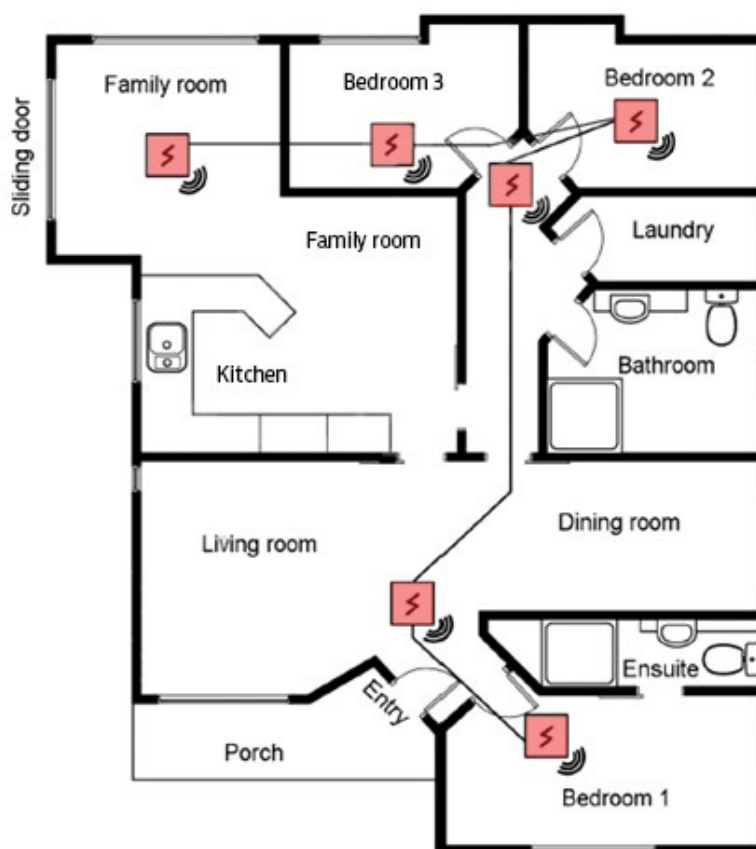 Family room
Bedroom 3
Bedroom 2
Sliding door
Family room
Laundry
Kitchen
Bathroom
Living room
Dining room
Ensuite
Entry
Porch
Bedroom 1